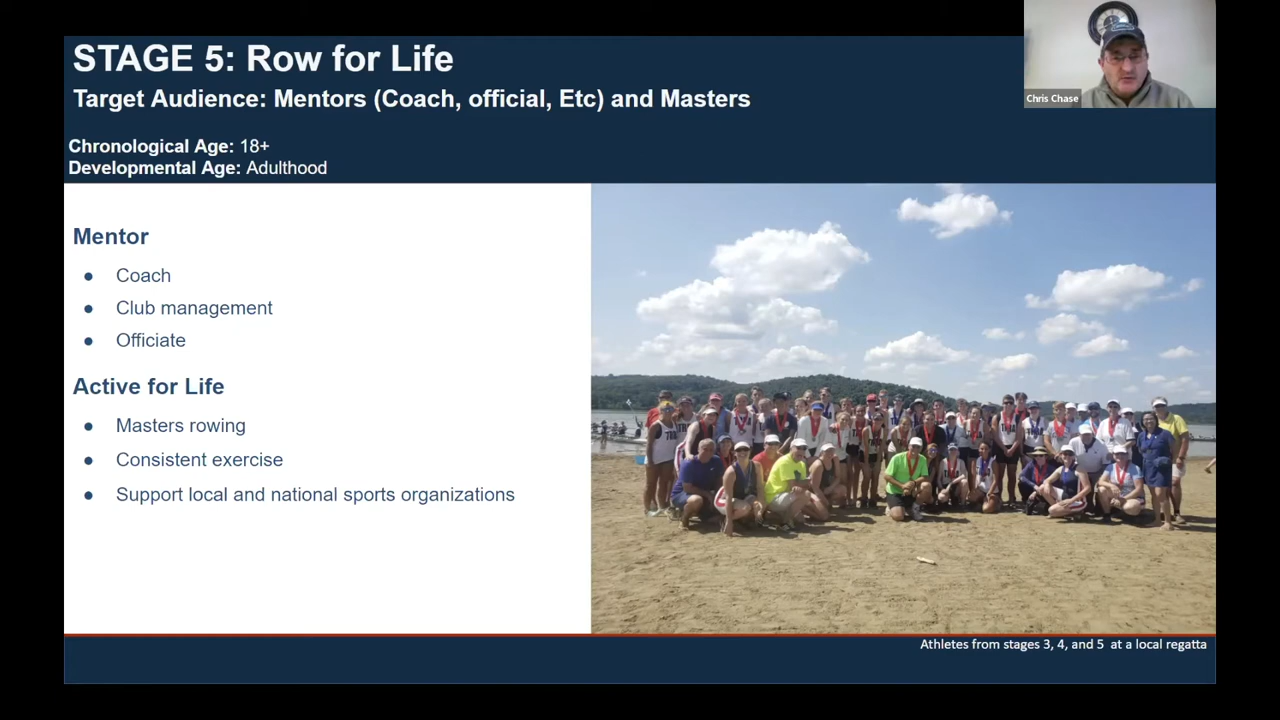 STAGE 5: Row for Life
Target Audience: Mentors (Coach, official, Etc) and Masters
Chris Chase
Chronological Age: 18+
Developmental Age: Adulthood
Mentor
● Coach
● Club management
● Officiate
Active for Life
● Masters rowing
● Consistent exercise
● Support local and national sports organizations
Athletes from stages 3, 4, and 5 at a local regatta